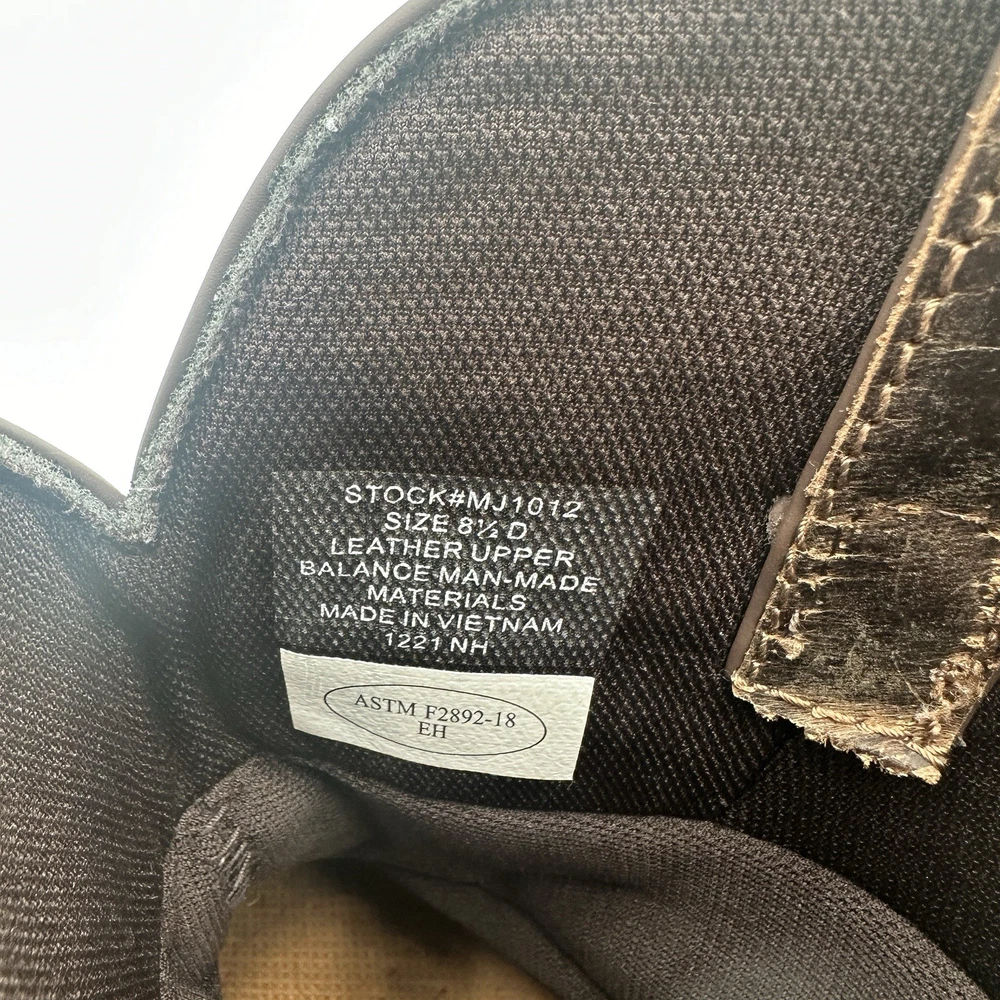 STOCK#MJ1012
SIZE 8½ D
LEATHER UPPER
BALANCE MAN-MADE
MATERIALS
MADE IN VIETNAM
1221 NH
ASTM F2892-18
EH